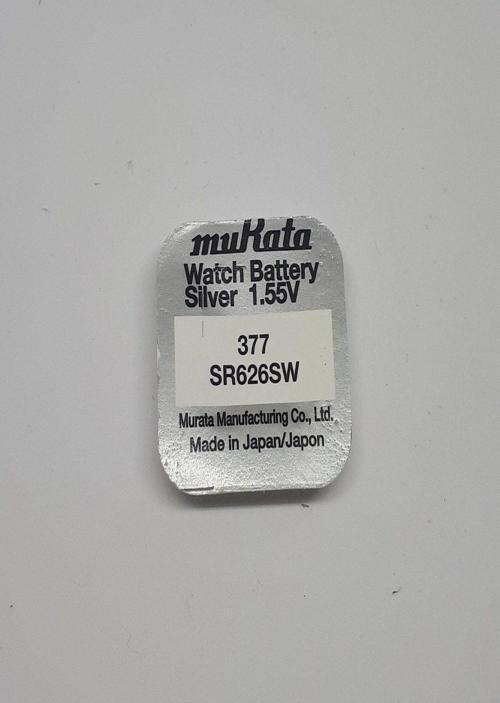 muRata
Watch Battery
Silver 1.55V
377
SR626SW
Murata Manufacturing Co., Ltd.
Made in Japan/Japon